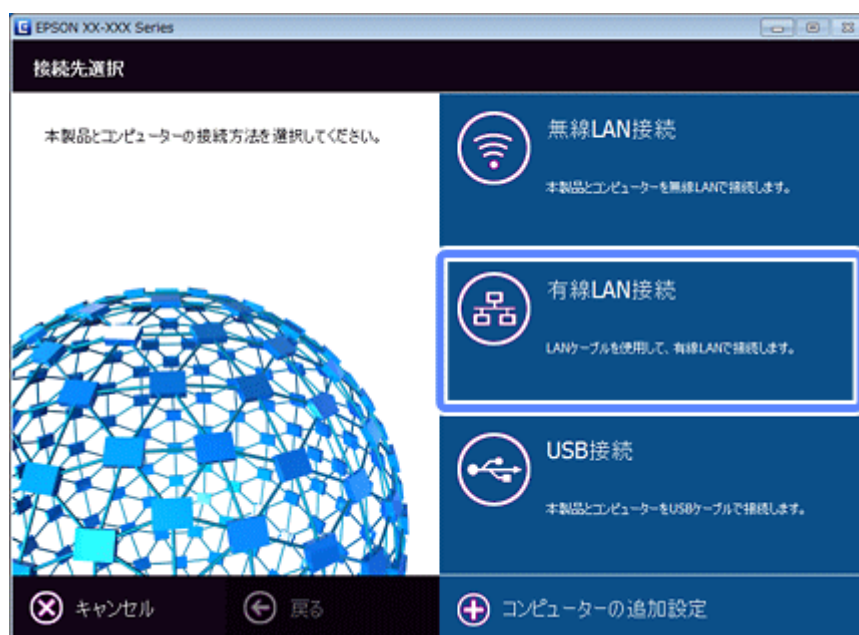 EPSON XX-XXX Series
接続先選択
本製品とコンピューターの接続方法を選択してください。
無線LAN接続
本製品とコンピューターを無線LANで接続します。
有線LAN接続
LANケーブルを使用して、有線LANで接続します。
USB接続
本製品とコンピューターをUSBケーブルで接続します。
キャンセル
戻る
コンピューターの追加設定